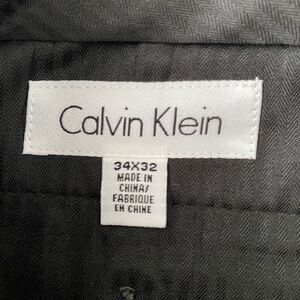 Calvin Klein
34X32
MADE IN
CHINA/
FABRIQUE
EN CHINE